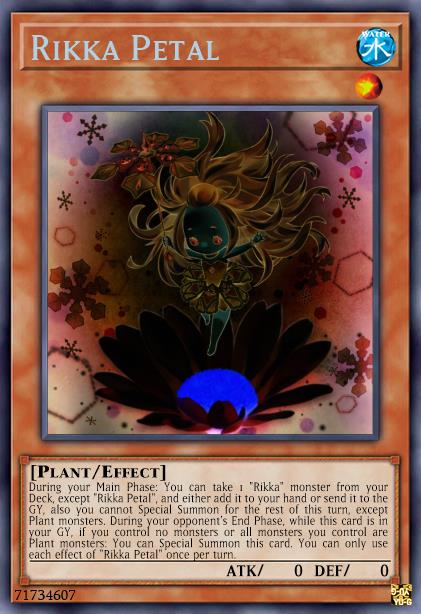 Rikka Petal
WATER
水
[Plant/Effect]
During your Main Phase: You can take 1 "Rikka" monster from your
Deck, except "Rikka Petal", and either add it to your hand or send it to the
GY, also you cannot Special Summon for the rest of this turn, except
Plant monsters. During your opponent's End Phase, while this card is in
your GY, if you control no monsters or all monsters you control are
Plant monsters: You can Special Summon this card. You can only use
each effect of "Rikka Petal" once per turn.
ATK/ 0 DEF/ 0
71734607